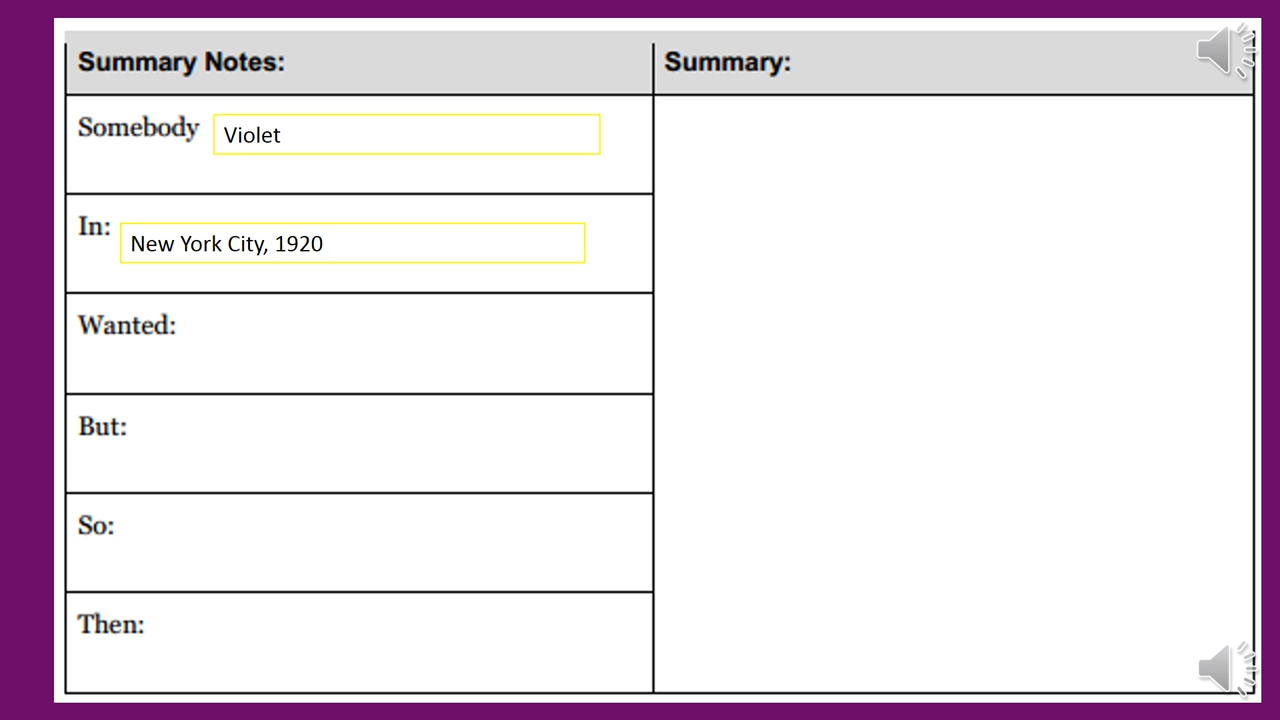 Summary Notes:
Summary:
Somebody
Violet
In:
New York City, 1920
Wanted:
But:
So:
Then: